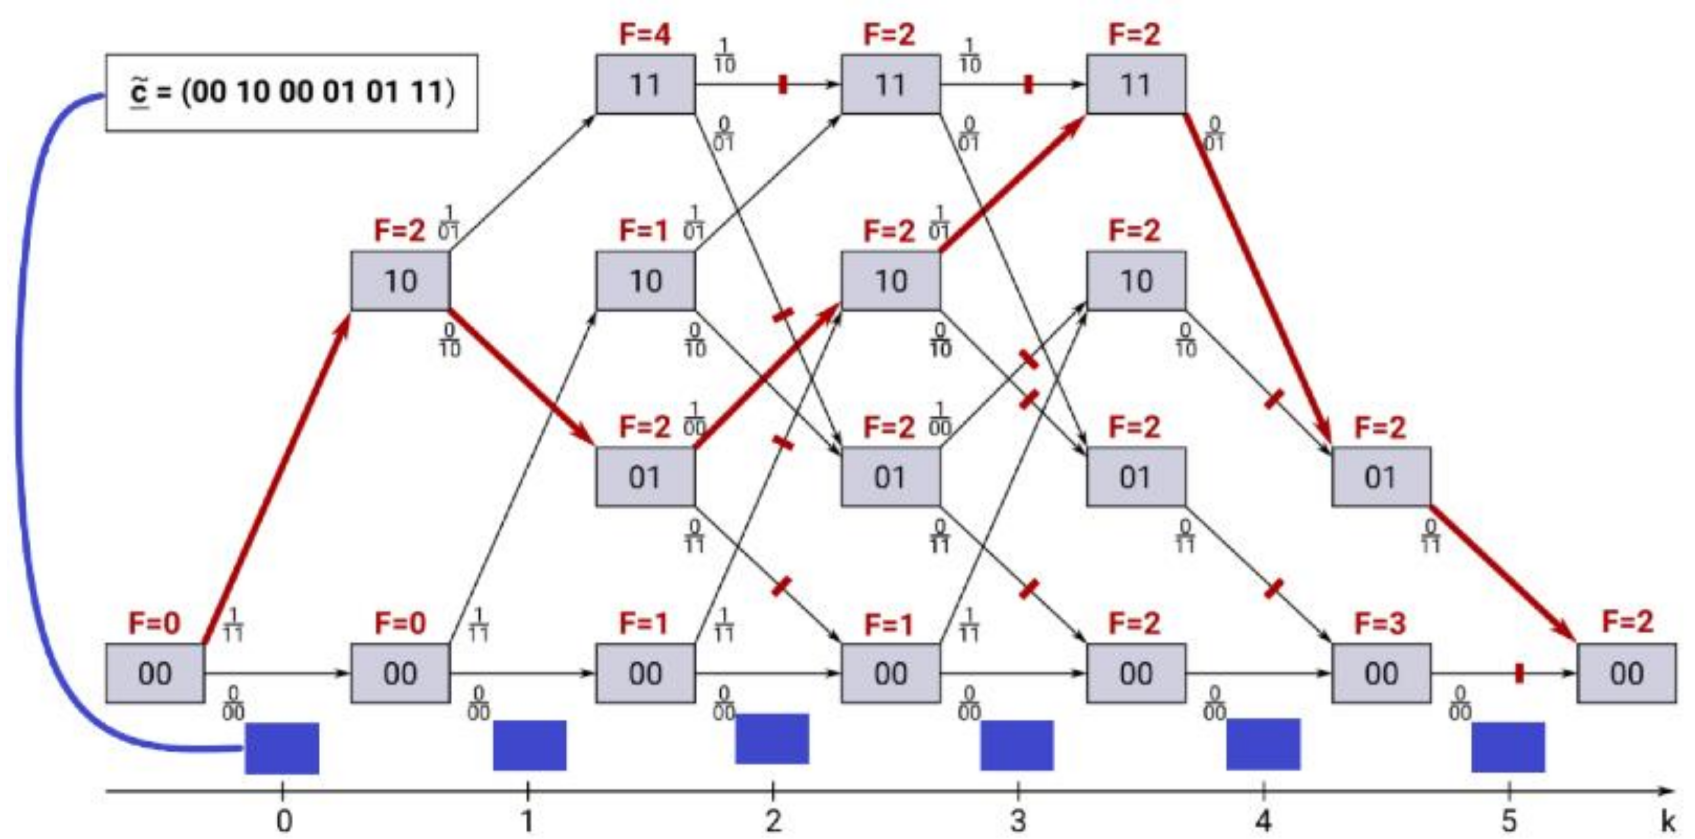 F=4 F=2 F=2
c̃ = (00 10 00 01 01 11)
11 1/10 11 1/10 11
0/01 0/01 0/01
F=2 1/01 F=1 1/01 F=2 1/01 F=2
10 10 10 10
0/10 0/10 0/10 0/10
F=2 1/00 F=2 1/00 F=2 F=2
01 01 01 01
0/11 0/11 0/11 0/11
F=0 1/11 F=0 1/11 F=1 1/11 F=1 1/11 F=2 F=3 F=2
00 00 00 00 00 00 00
0/00 0/00 0/00 0/00 0/00 0/00
0 1 2 3 4 5 k